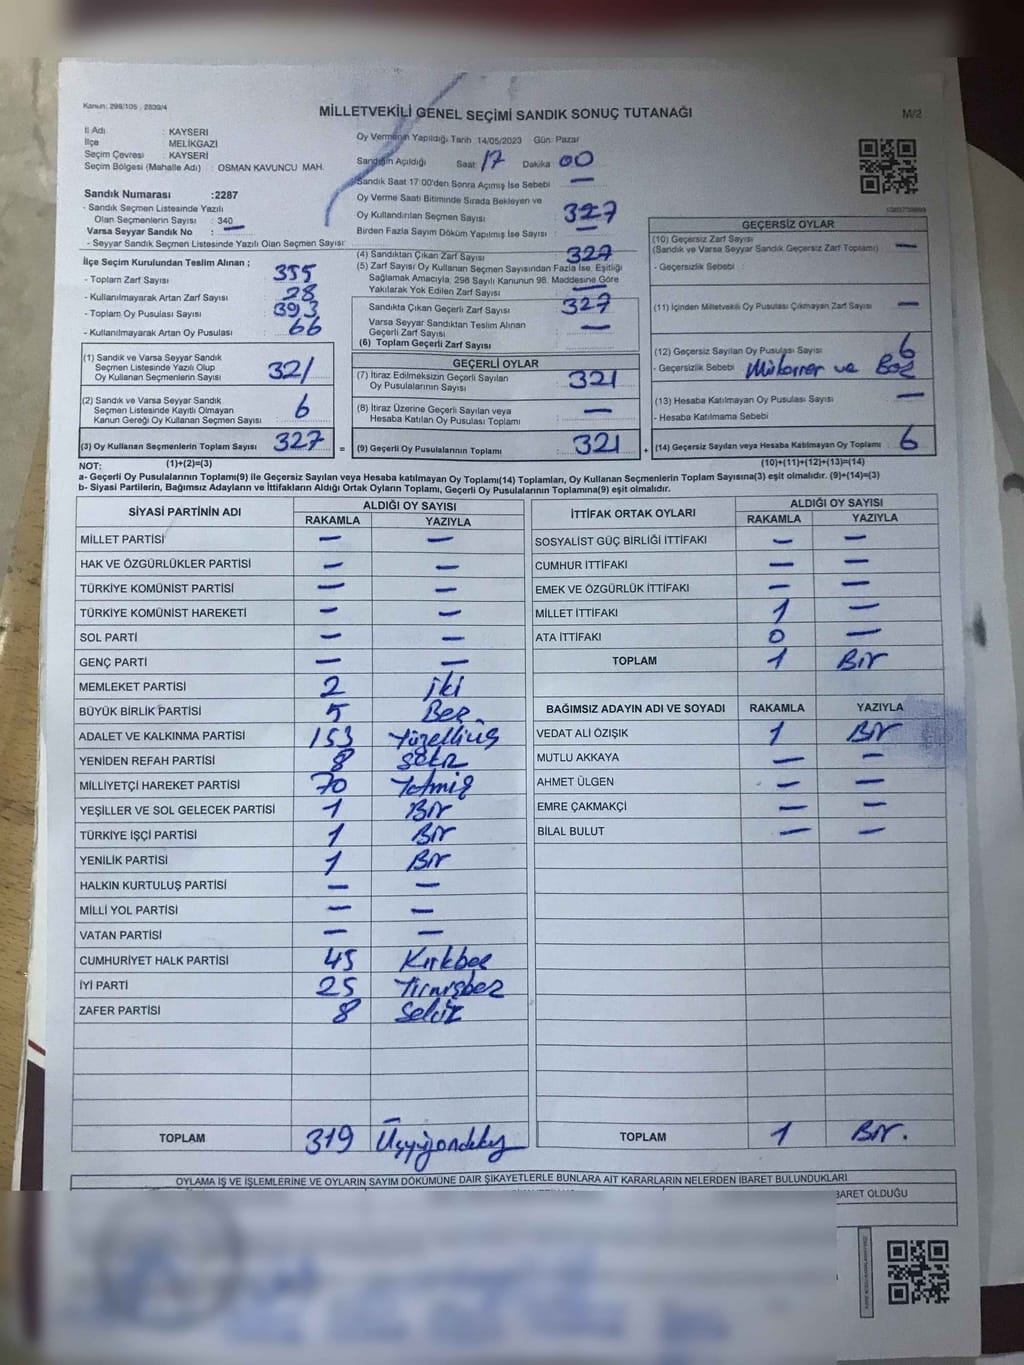 Kanun: 298/105 , 2839/4
MİLLETVEKİLİ GENEL SEÇİMİ SANDIK SONUÇ TUTANAĞI
M/2
İl Adı : KAYSERİ
İlçe : MELİKGAZİ
Seçim Çevresi : KAYSERİ
Seçim Bölgesi (Mahalle Adı) : OSMAN KAVUNCU MAH.
Oy Vermenin Yapıldığı Tarih 14/05/2023 Gün: Pazar
Sandığın Açıldığı Saat 17 Dakika 00
Sandık Saat 17:00'den Sonra Açılmış İse Sebebi : —
Oy Verme Saati Bitiminde Sırada Bekleyen ve
Oy Kullandırılan Seçmen Sayısı : 327
Birden Fazla Sayım Döküm Yapılmış İse Sayısı : —
Sandık Numarası :2287
- Sandık Seçmen Listesinde Yazılı
Olan Seçmenlerin Sayısı : 340
Varsa Seyyar Sandık No : —
- Seyyar Sandık Seçmen Listesinde Yazılı Olan Seçmen Sayısı:
İlçe Seçim Kurulundan Teslim Alınan ;
- Toplam Zarf Sayısı : 355
- Kullanılmayarak Artan Zarf Sayısı : 28
- Toplam Oy Pusulası Sayısı : 393
- Kullanılmayarak Artan Oy Pusulası : 66
(1) Sandık ve Varsa Seyyar Sandık
Seçmen Listesinde Yazılı Olup
Oy Kullanan Seçmenlerin Sayısı : 321
(2) Sandık ve Varsa Seyyar Sandık
Seçmen Listesinde Kayıtlı Olmayan
Kanun Gereği Oy Kullanan Seçmen Sayısı : 6
(3) Oy Kullanan Seçmenlerin Toplam Sayısı : 327 =
(1)+(2)=(3)
(4) Sandıktan Çıkan Zarf Sayısı : 327
(5) Zarf Sayısı Oy Kullanan Seçmen Sayısından Fazla İse, Eşitliği
Sağlamak Amacıyla, 298 Sayılı Kanunun 98. Maddesine Göre
Yakılarak Yok Edilen Zarf Sayısı : —
Sandıkta Çıkan Geçerli Zarf Sayısı : 327
Varsa Seyyar Sandıktan Teslim Alınan
Geçerli Zarf Sayısı : —
(6) Toplam Geçerli Zarf Sayısı :
GEÇERLİ OYLAR
(7) İtiraz Edilmeksizin Geçerli Sayılan
Oy Pusulalarının Sayısı : 321
(8) İtiraz Üzerine Geçerli Sayılan veya
Hesaba Katılan Oy Pusulası Toplamı : —
(9) Geçerli Oy Pusulalarının Toplamı : 321 +
GEÇERSİZ OYLAR
(10) Geçersiz Zarf Sayısı : —
(Sandık ve Varsa Seyyar Sandık Geçersiz Zarf Toplamı)
- Geçersizlik Sebebi :
(11) İçinden Milletvekili Oy Pusulası Çıkmayan Zarf Sayısı : —
(12) Geçersiz Sayılan Oy Pusulası Sayısı : 6
- Geçersizlik Sebebi : Mükerrer ve Boş
(13) Hesaba Katılmayan Oy Pusulası Sayısı : —
- Hesaba Katılmama Sebebi :
(14) Geçersiz Sayılan veya Hesaba Katılmayan Oy Toplamı : 6
(10)+(11)+(12)+(13)=(14)
NOT:
a- Geçerli Oy Pusulalarının Toplamı(9) ile Geçersiz Sayılan veya Hesaba katılmayan Oy Toplamı(14) Toplamları, Oy Kullanan Seçmenlerin Toplam Sayısına(3) eşit olmalıdır. (9)+(14)=(3)
b- Siyasi Partilerin, Bağımsız Adayların ve İttifakların Aldığı Ortak Oyların Toplamı, Geçerli Oy Pusulalarının Toplamına(9) eşit olmalıdır.
SİYASİ PARTİNİN ADI ALDIĞI OY SAYISI
RAKAMLA YAZIYLA
MİLLET PARTİSİ — —
HAK VE ÖZGÜRLÜKLER PARTİSİ — —
TÜRKİYE KOMÜNİST PARTİSİ — —
TÜRKİYE KOMÜNİST HAREKETİ — —
SOL PARTİ — —
GENÇ PARTİ — —
MEMLEKET PARTİSİ 2 iki
BÜYÜK BİRLİK PARTİSİ 5 Beş
ADALET VE KALKINMA PARTİSİ 153 Yüzelliüç
YENİDEN REFAH PARTİSİ 8 Sekiz
MİLLİYETÇİ HAREKET PARTİSİ 70 Yetmiş
YEŞİLLER VE SOL GELECEK PARTİSİ 1 Bir
TÜRKİYE İŞÇİ PARTİSİ 1 Bir
YENİLİK PARTİSİ 1 Bir
HALKIN KURTULUŞ PARTİSİ — —
MİLLİ YOL PARTİSİ — —
VATAN PARTİSİ — —
CUMHURİYET HALK PARTİSİ 45 Kırkbeş
İYİ PARTİ 25 Yirmibeş
ZAFER PARTİSİ 8 Sekiz
TOPLAM 319
İTTİFAK ORTAK OYLARI ALDIĞI OY SAYISI
RAKAMLA YAZIYLA
SOSYALİST GÜÇ BİRLİĞİ İTTİFAKI — —
CUMHUR İTTİFAKI — —
EMEK VE ÖZGÜRLÜK İTTİFAKI — —
MİLLET İTTİFAKI 1 —
ATA İTTİFAKI 0 —
TOPLAM 1 Bir
BAĞIMSIZ ADAYIN ADI VE SOYADI RAKAMLA YAZIYLA
VEDAT ALİ ÖZIŞIK 1 Bir
MUTLU AKKAYA — —
AHMET ÜLGEN — —
EMRE ÇAKMAKÇİ — —
BİLAL BULUT — —
TOPLAM 1 Bir.
OYLAMA İŞ VE İŞLEMLERİNE VE OYLARIN SAYIM DÖKÜMÜNE DAİR ŞİKAYETLERLE BUNLARA AİT KARARLARIN NELERDEN İBARET BULUNDUKLARI
BARET OLDUĞU